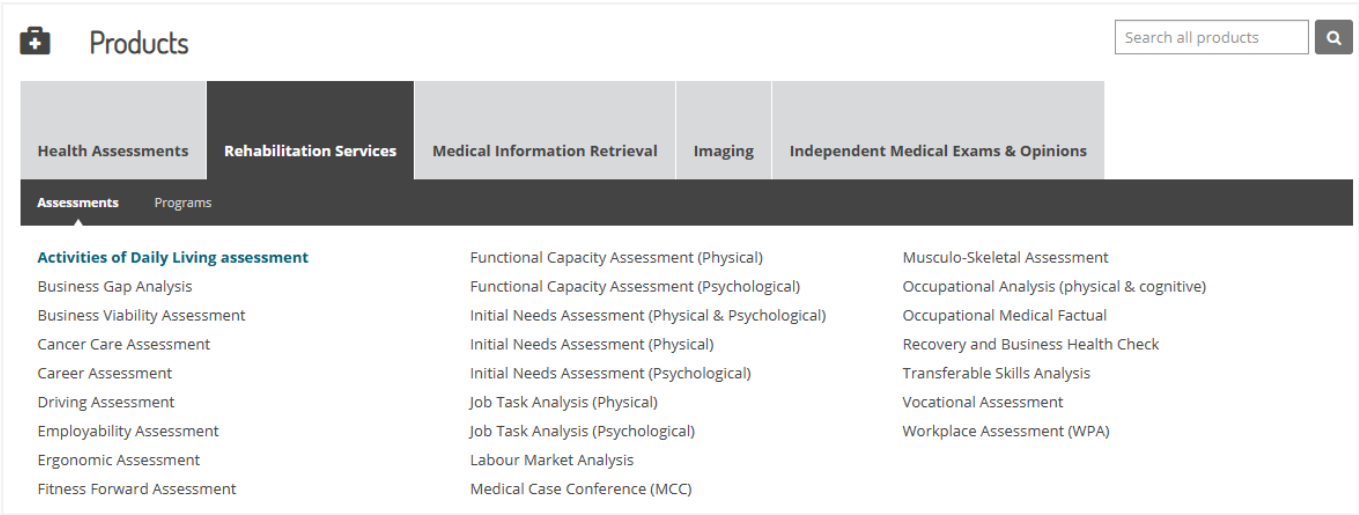 Products
Search all products
Health Assessments
Rehabilitation Services
Medical Information Retrieval
Imaging
Independent Medical Exams & Opinions
Assessments
Programs
Activities of Daily Living assessment
Business Gap Analysis
Business Viability Assessment
Cancer Care Assessment
Career Assessment
Driving Assessment
Employability Assessment
Ergonomic Assessment
Fitness Forward Assessment
Functional Capacity Assessment (Physical)
Functional Capacity Assessment (Psychological)
Initial Needs Assessment (Physical & Psychological)
Initial Needs Assessment (Physical)
Initial Needs Assessment (Psychological)
Job Task Analysis (Physical)
Job Task Analysis (Psychological)
Labour Market Analysis
Medical Case Conference (MCC)
Musculo-Skeletal Assessment
Occupational Analysis (physical & cognitive)
Occupational Medical Factual
Recovery and Business Health Check
Transferable Skills Analysis
Vocational Assessment
Workplace Assessment (WPA)